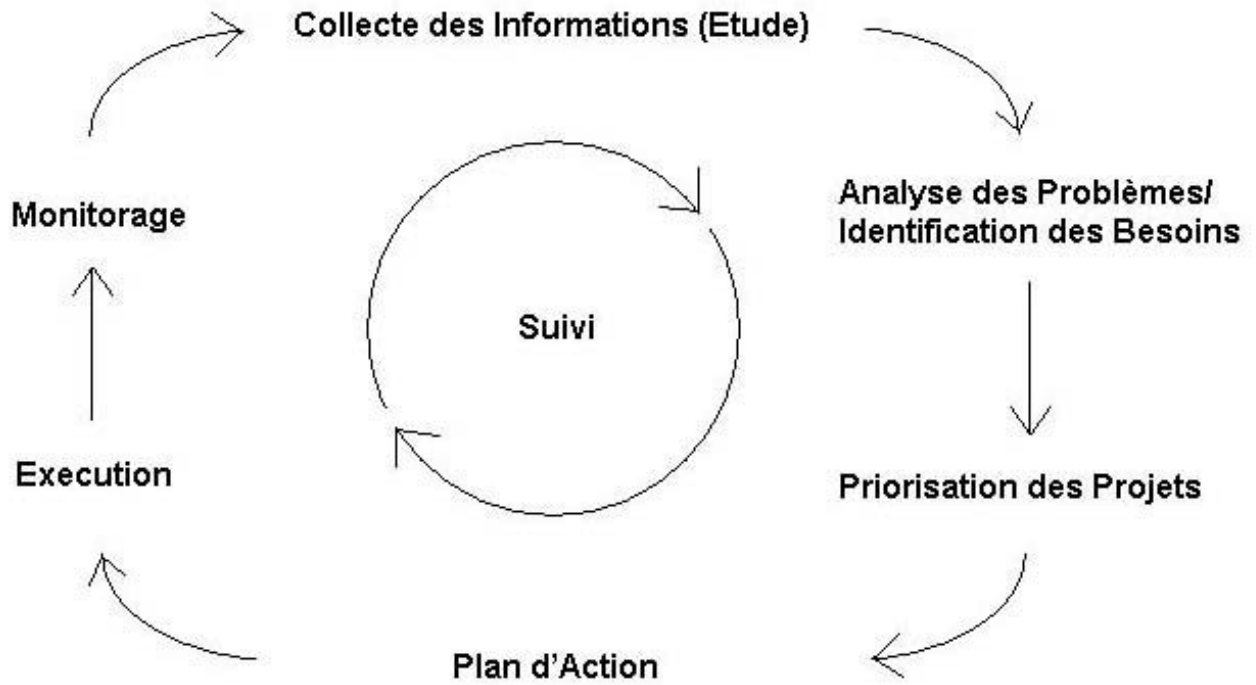 Collecte des Informations (Etude)
Analyse des Problèmes/
Identification des Besoins
Priorisation des Projets
Plan d'Action
Execution
Monitorage
Suivi